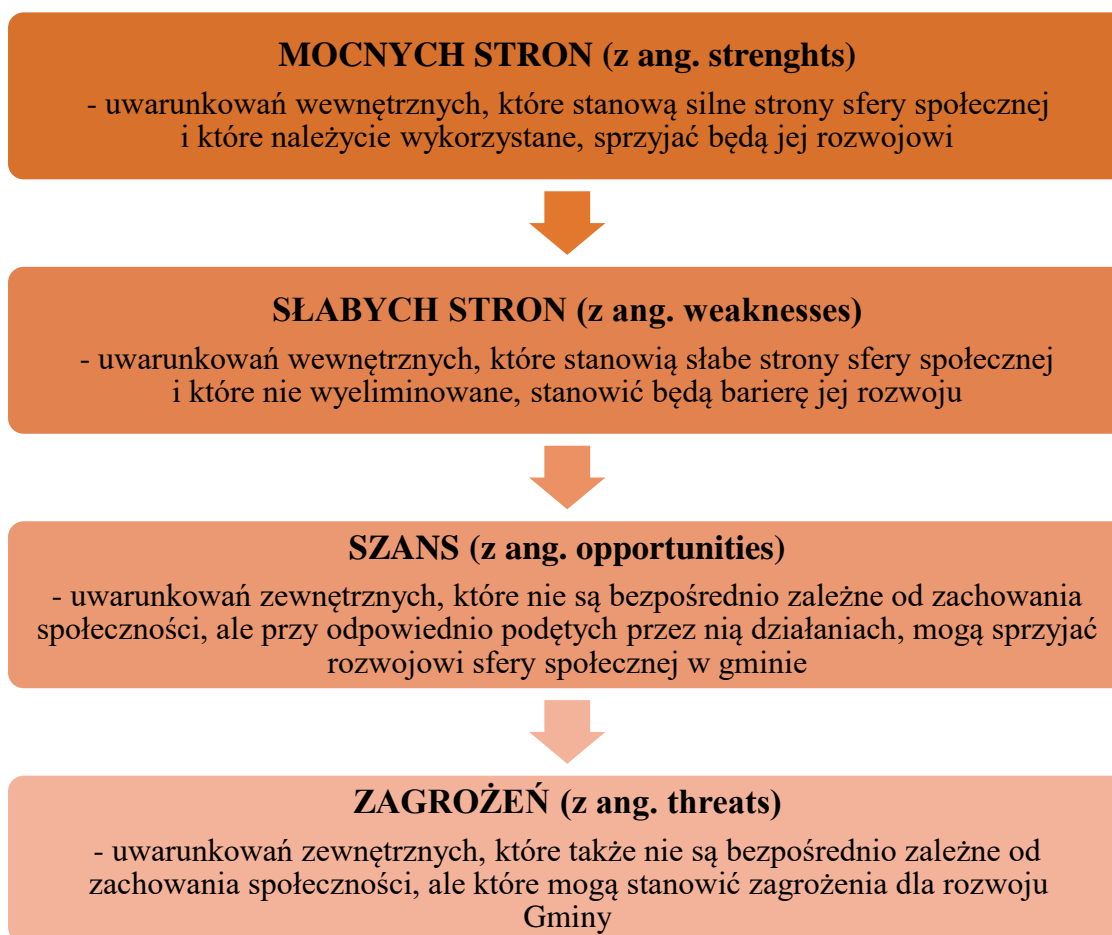 MOCNYCH STRON (z ang. strenghts)
- uwarunkowań wewnętrznych, które stanową silne strony sfery społecznej
i które należycie wykorzystane, sprzyjać będą jej rozwojowi
SŁABYCH STRON (z ang. weaknesses)
- uwarunkowań wewnętrznych, które stanowią słabe strony sfery społecznej
i które nie wyeliminowane, stanowić będą barierę jej rozwoju
SZANS (z ang. opportunities)
- uwarunkowań zewnętrznych, które nie są bezpośrednio zależne od zachowania
społeczności, ale przy odpowiednio podętych przez nią działaniach, mogą sprzyjać
rozwojowi sfery społecznej w gminie
ZAGROŻEŃ (z ang. threats)
- uwarunkowań zewnętrznych, które także nie są bezpośrednio zależne od
zachowania społeczności, ale które mogą stanowić zagrożenia dla rozwoju
Gminy